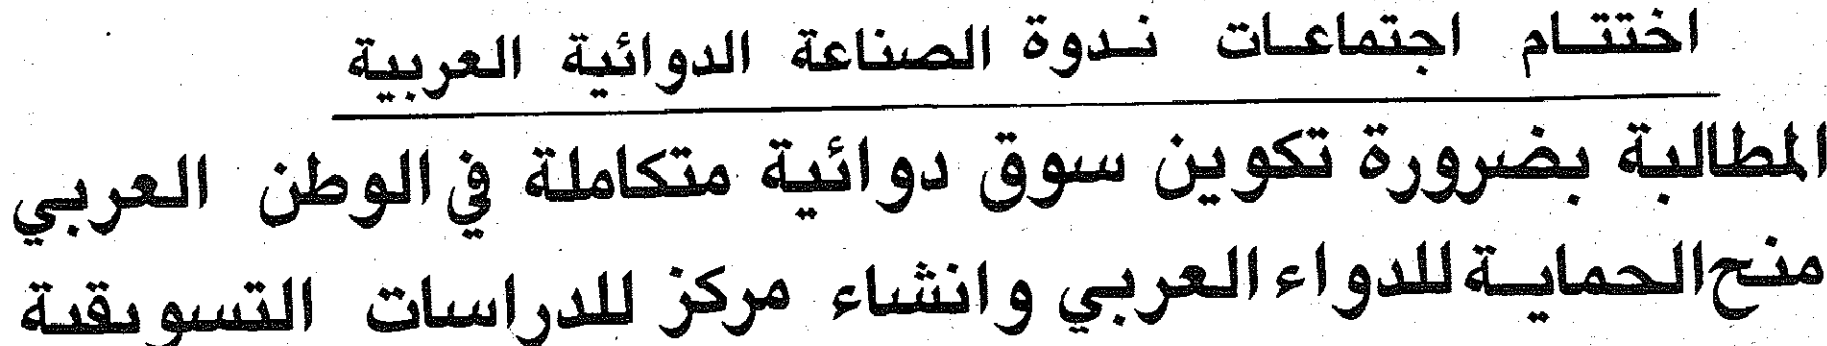 اختتام اجتماعات ندوة الصناعة الدوائية العربية
المطالبة بضرورة تكوين سوق دوائية متكاملة في الوطن العربي
منح الحماية للدواء العربي وانشاء مركز للدراسات التسويقية